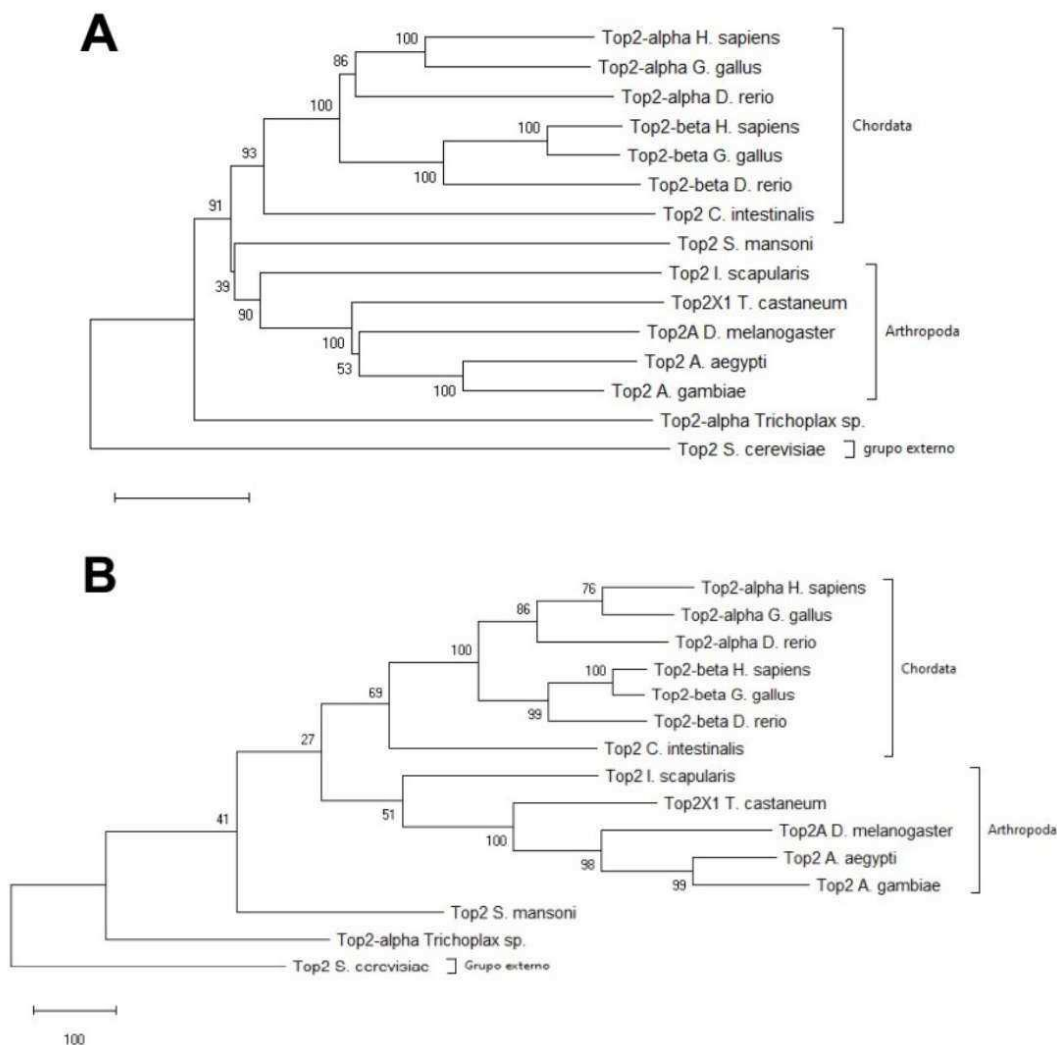 A
100
Top2-alpha H. sapiens
86
Top2-alpha G. gallus
100
Top2-alpha D. rerio
100
Top2-beta H. sapiens
Chordata
93
Top2-beta G. gallus
100
Top2-beta D. rerio
91
Top2 C. intestinalis
Top2 S. mansoni
39
Top2 I. scapularis
90
Top2X1 T. castaneum
100
Top2A D. melanogaster
Arthropoda
53
Top2 A. aegypti
100
Top2 A. gambiae
Top2-alpha Trichoplax sp.
Top2 S. cerevisiae
grupo externo
B
76
Top2-alpha H. sapiens
86
Top2-alpha G. gallus
100
Top2-alpha D. rerio
100
Top2-beta H. sapiens
Chordata
69
Top2-beta G. gallus
99
Top2-beta D. rerio
27
Top2 C. intestinalis
Top2 I. scapularis
51
Top2X1 T. castaneum
41
100
Top2A D. melanogaster
Arthropoda
98
Top2 A. aegypti
99
Top2 A. gambiae
Top2 S. mansoni
Top2-alpha Trichoplax sp.
Top2 S. cerevisiae
Grupo externo
100